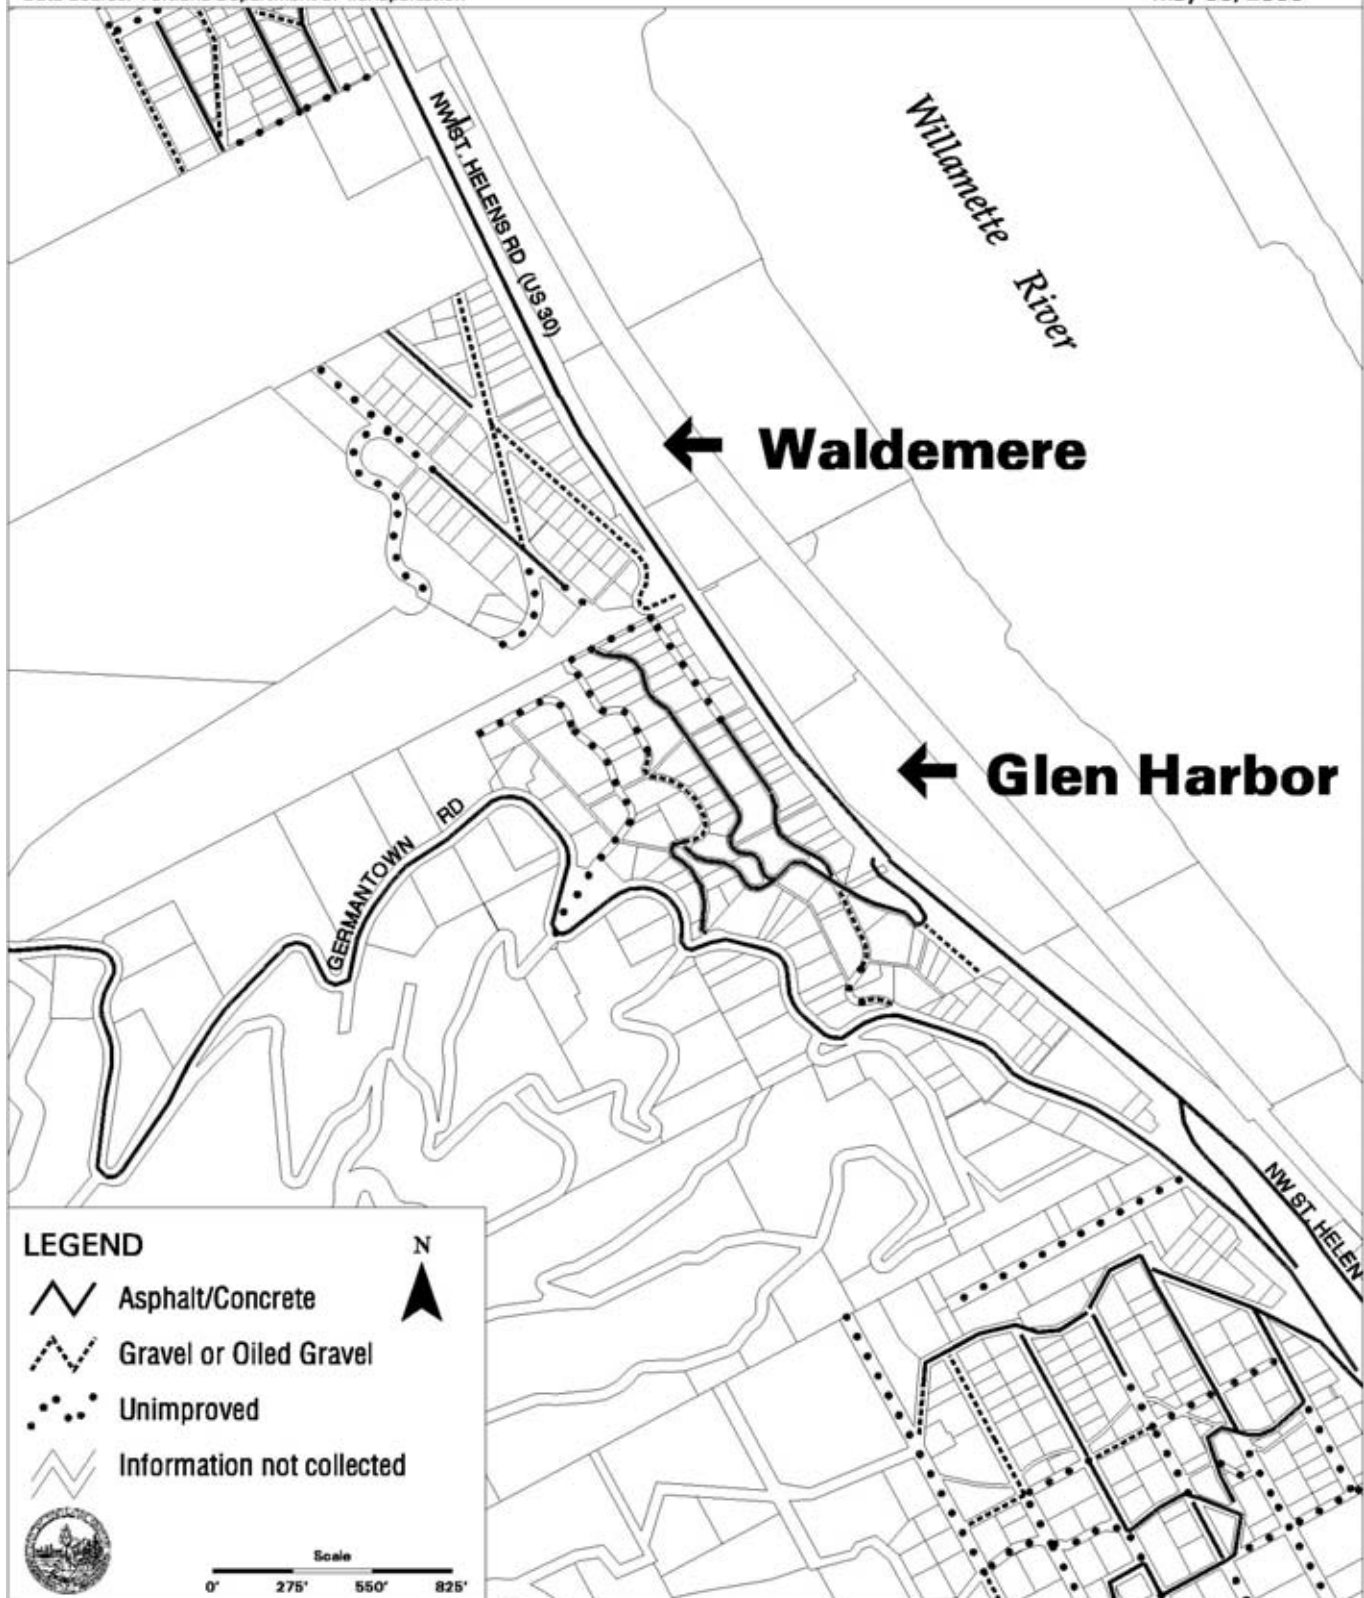 Willamette
River
NW ST. HELENS RD (US 30)
Waldemere
Glen Harbor
GERMANTOWN RD
NW ST. HELEN
LEGEND
N
Asphalt/Concrete
Gravel or Oiled Gravel
Unimproved
Information not collected
Scale
0' 275' 550' 825'